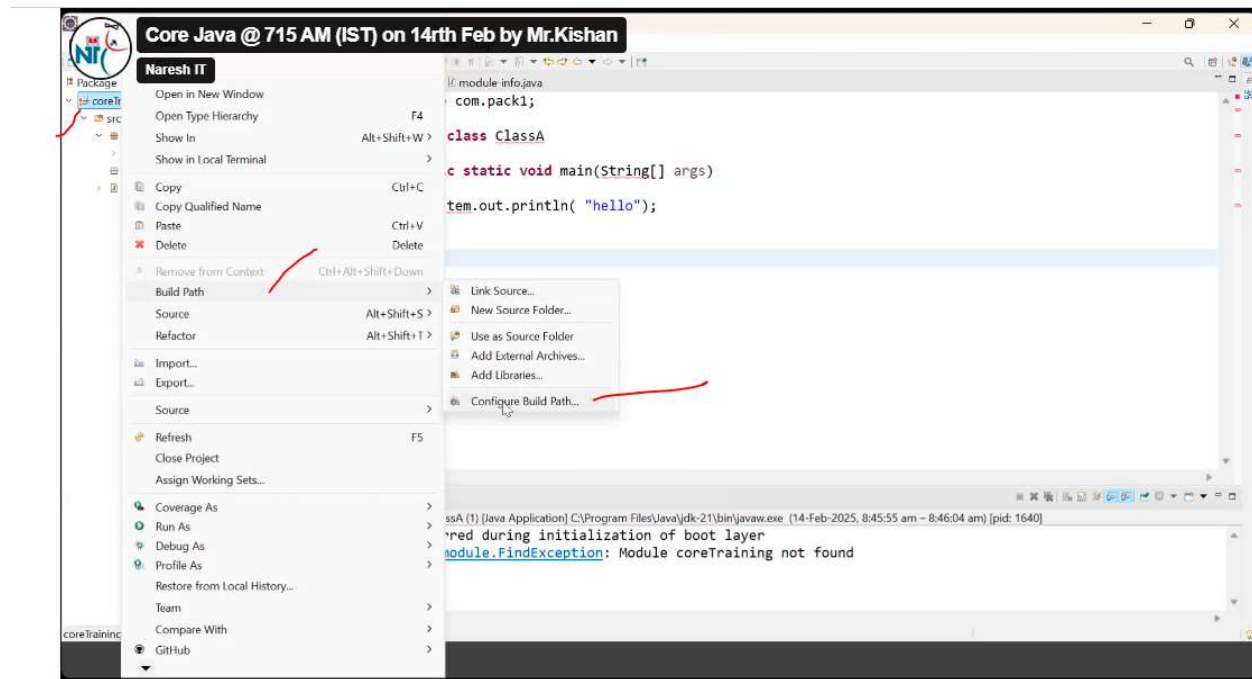 Core Java @ 715 AM (IST) on 14rth Feb by Mr.Kishan
NTC
Naresh IT
Package
module-info.java
coreTr
com.pack1;
src
Open in New Window
Open Type Hierarchy F4
Show In Alt+Shift+W >
class ClassA
Show in Local Terminal >
c static void main(String[] args)
Copy Ctrl+C
Copy Qualified Name
tem.out.println( "hello");
Paste Ctrl+V
Delete Delete
Remove from Context Ctrl+Alt+Shift+Down
Build Path >
Source Alt+Shift+S >
Refactor Alt+Shift+T >
Import...
Export...
Source >
Refresh F5
Close Project
Assign Working Sets...
Coverage As >
Run As >
Debug As >
Profile As >
Restore from Local History...
Team >
Compare With >
GitHub >
Link Source...
New Source Folder...
Use as Source Folder
Add External Archives...
Add Libraries...
Configure Build Path...
ssA (1) [Java Application] C:\Program Files\Java\jdk-21\bin\javaw.exe (14-Feb-2025, 8:45:55 am – 8:46:04 am) [pid: 1640]
rred during initialization of boot layer
module.FindException: Module coreTraining not found
coreTraining